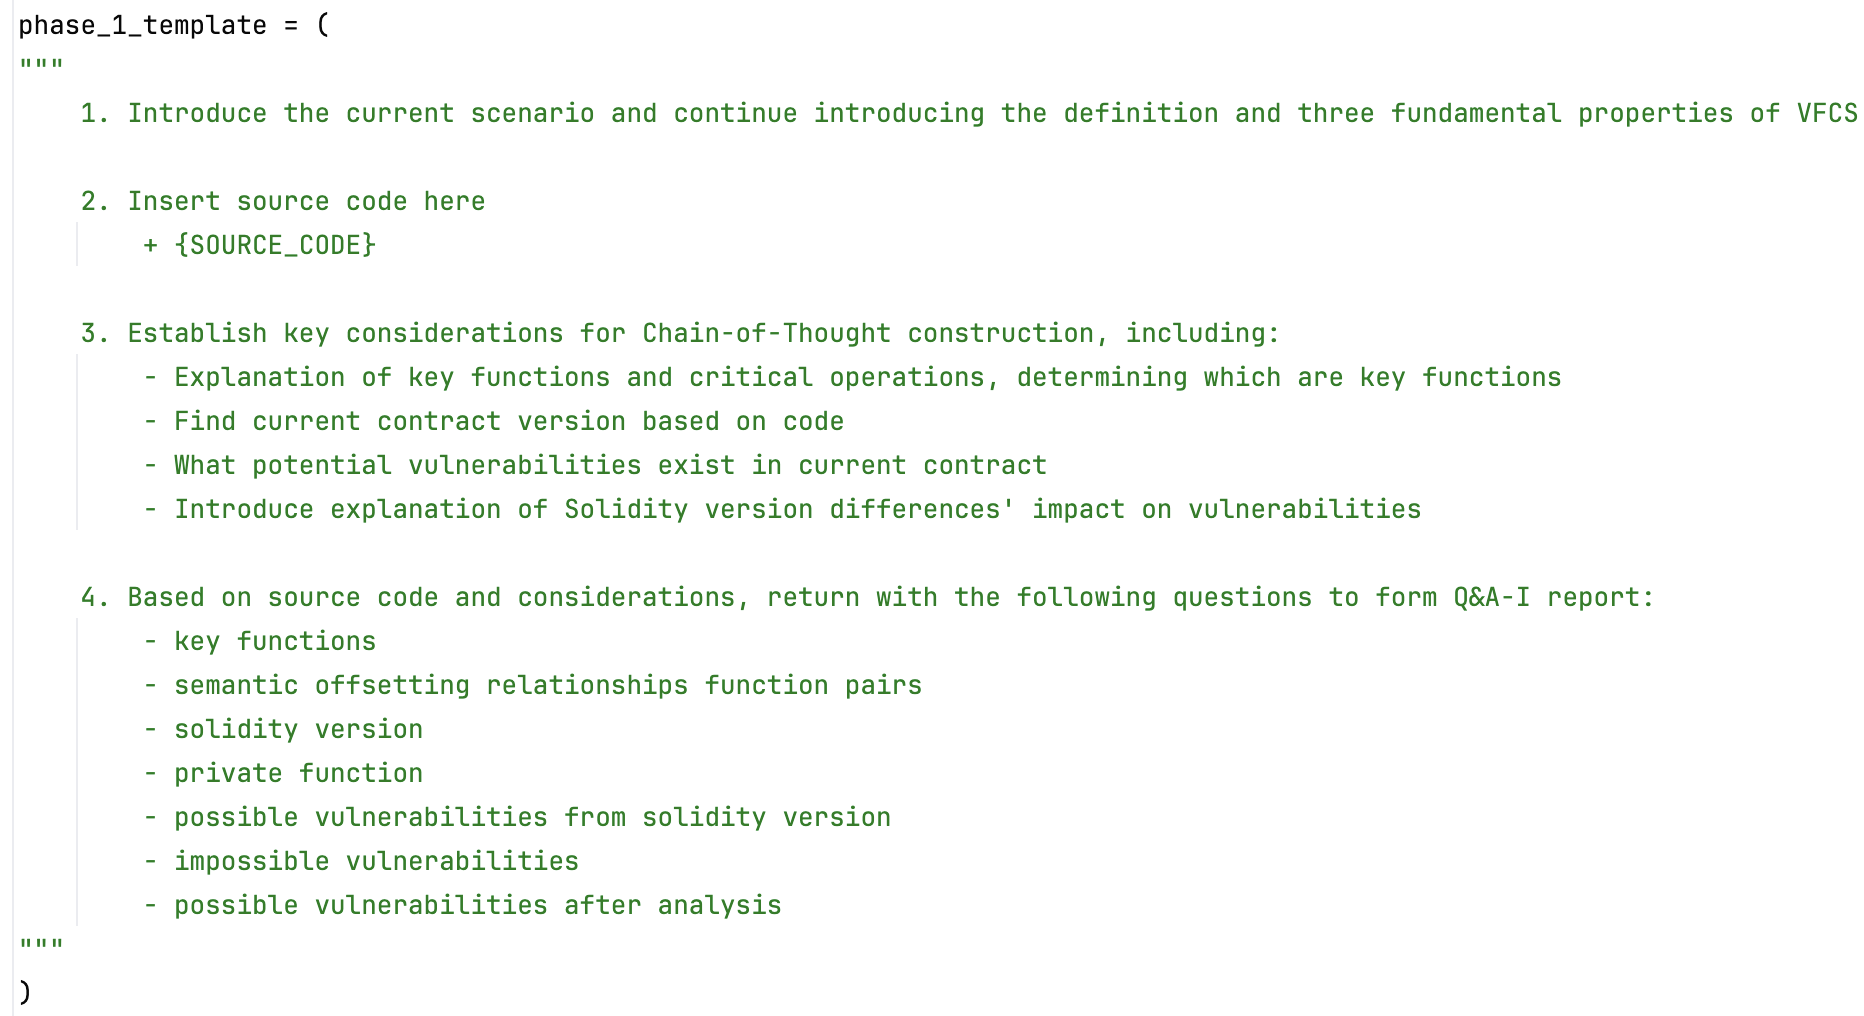 phase_1_template = (
"""
1. Introduce the current scenario and continue introducing the definition and three fundamental properties of VFCS
2. Insert source code here
+ {SOURCE_CODE}
3. Establish key considerations for Chain-of-Thought construction, including:
- Explanation of key functions and critical operations, determining which are key functions
- Find current contract version based on code
- What potential vulnerabilities exist in current contract
- Introduce explanation of Solidity version differences' impact on vulnerabilities
4. Based on source code and considerations, return with the following questions to form Q&A-I report:
- key functions
- semantic offsetting relationships function pairs
- solidity version
- private function
- possible vulnerabilities from solidity version
- impossible vulnerabilities
- possible vulnerabilities after analysis
"""
)